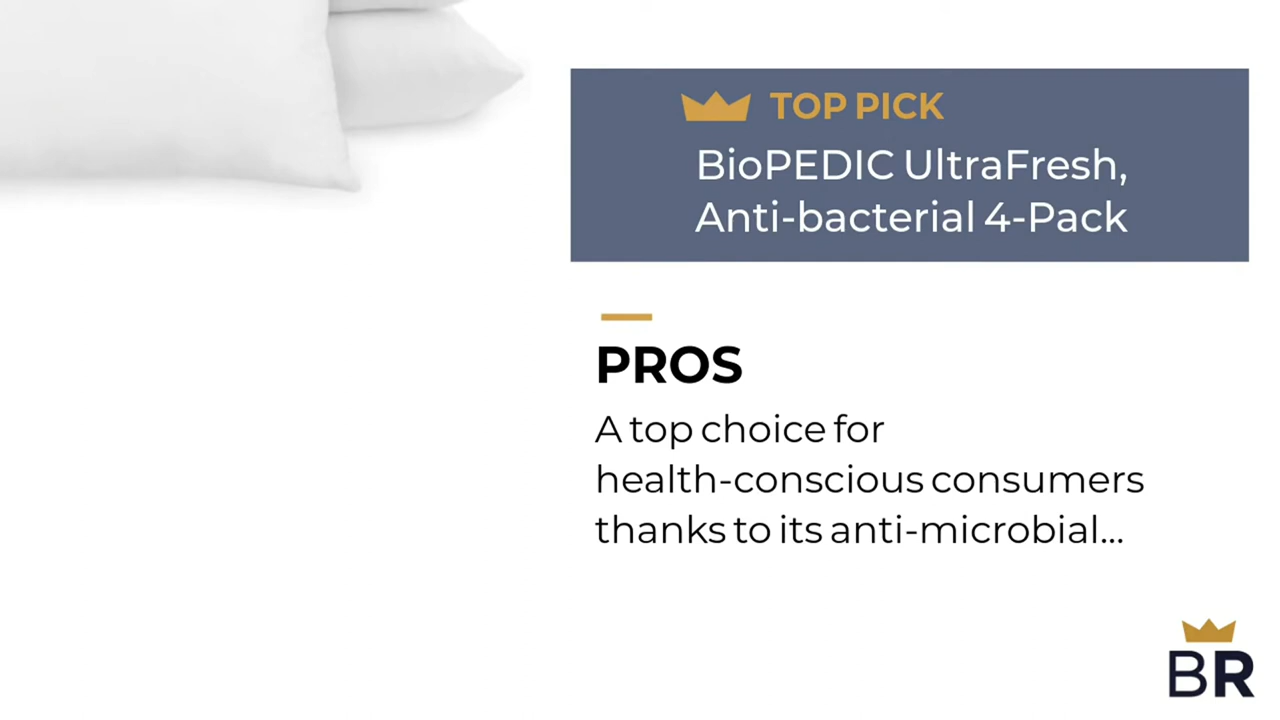 TOP PICK
BioPEDIC UltraFresh,
Anti-bacterial 4-Pack
PROS
A top choice for
health-conscious consumers
thanks to its anti-microbial...
BR